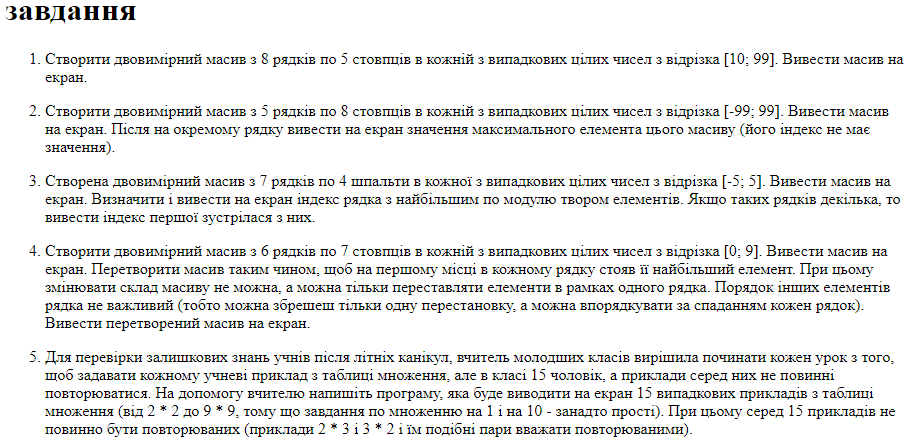 завдання
1. Створити двовимірний масив з 8 рядків по 5 стовпців в кожній з випадкових цілих чисел з відрізка [10; 99]. Вивести масив на
екран.
2. Створити двовимірний масив з 5 рядків по 8 стовпців в кожній з випадкових цілих чисел з відрізка [-99; 99]. Вивести масив
на екран. Після на окремому рядку вивести на екран значення максимального елемента цього масиву (його індекс не має
значення).
3. Створена двовимірний масив з 7 рядків по 4 шпальти в кожної з випадкових цілих чисел з відрізка [-5; 5]. Вивести масив на
екран. Визначити і вивести на екран індекс рядка з найбільшим по модулю твором елементів. Якщо таких рядків декілька, то
вивести індекс першої зустрілася з них.
4. Створити двовимірний масив з 6 рядків по 7 стовпців в кожній з випадкових цілих чисел з відрізка [0; 9]. Вивести масив на
екран. Перетворити масив таким чином, щоб на першому місці в кожному рядку стояв її найбільший елемент. При цьому
змінювати склад масиву не можна, а можна тільки переставляти елементи в рамках одного рядка. Порядок інших елементів
рядка не важливий (тобто можна збрешеш тільки одну перестановку, а можна впорядкувати за спаданням кожен рядок).
Вивести перетворений масив на екран.
5. Для перевірки залишкових знань учнів після літніх канікул, вчитель молодших класів вирішила починати кожен урок з того,
щоб задавати кожному учневі приклад з таблиці множення, але в класі 15 чоловік, а приклади серед них не повинні
повторюватися. На допомогу вчителю напишіть програму, яка буде виводити на екран 15 випадкових прикладів з таблиці
множення (від 2 * 2 до 9 * 9, тому що завдання по множенню на 1 і на 10 - занадто прості). При цьому серед 15 прикладів не
повинно бути повторюваних (приклади 2 * 3 і 3 * 2 і їм подібні пари вважати повторюваними).